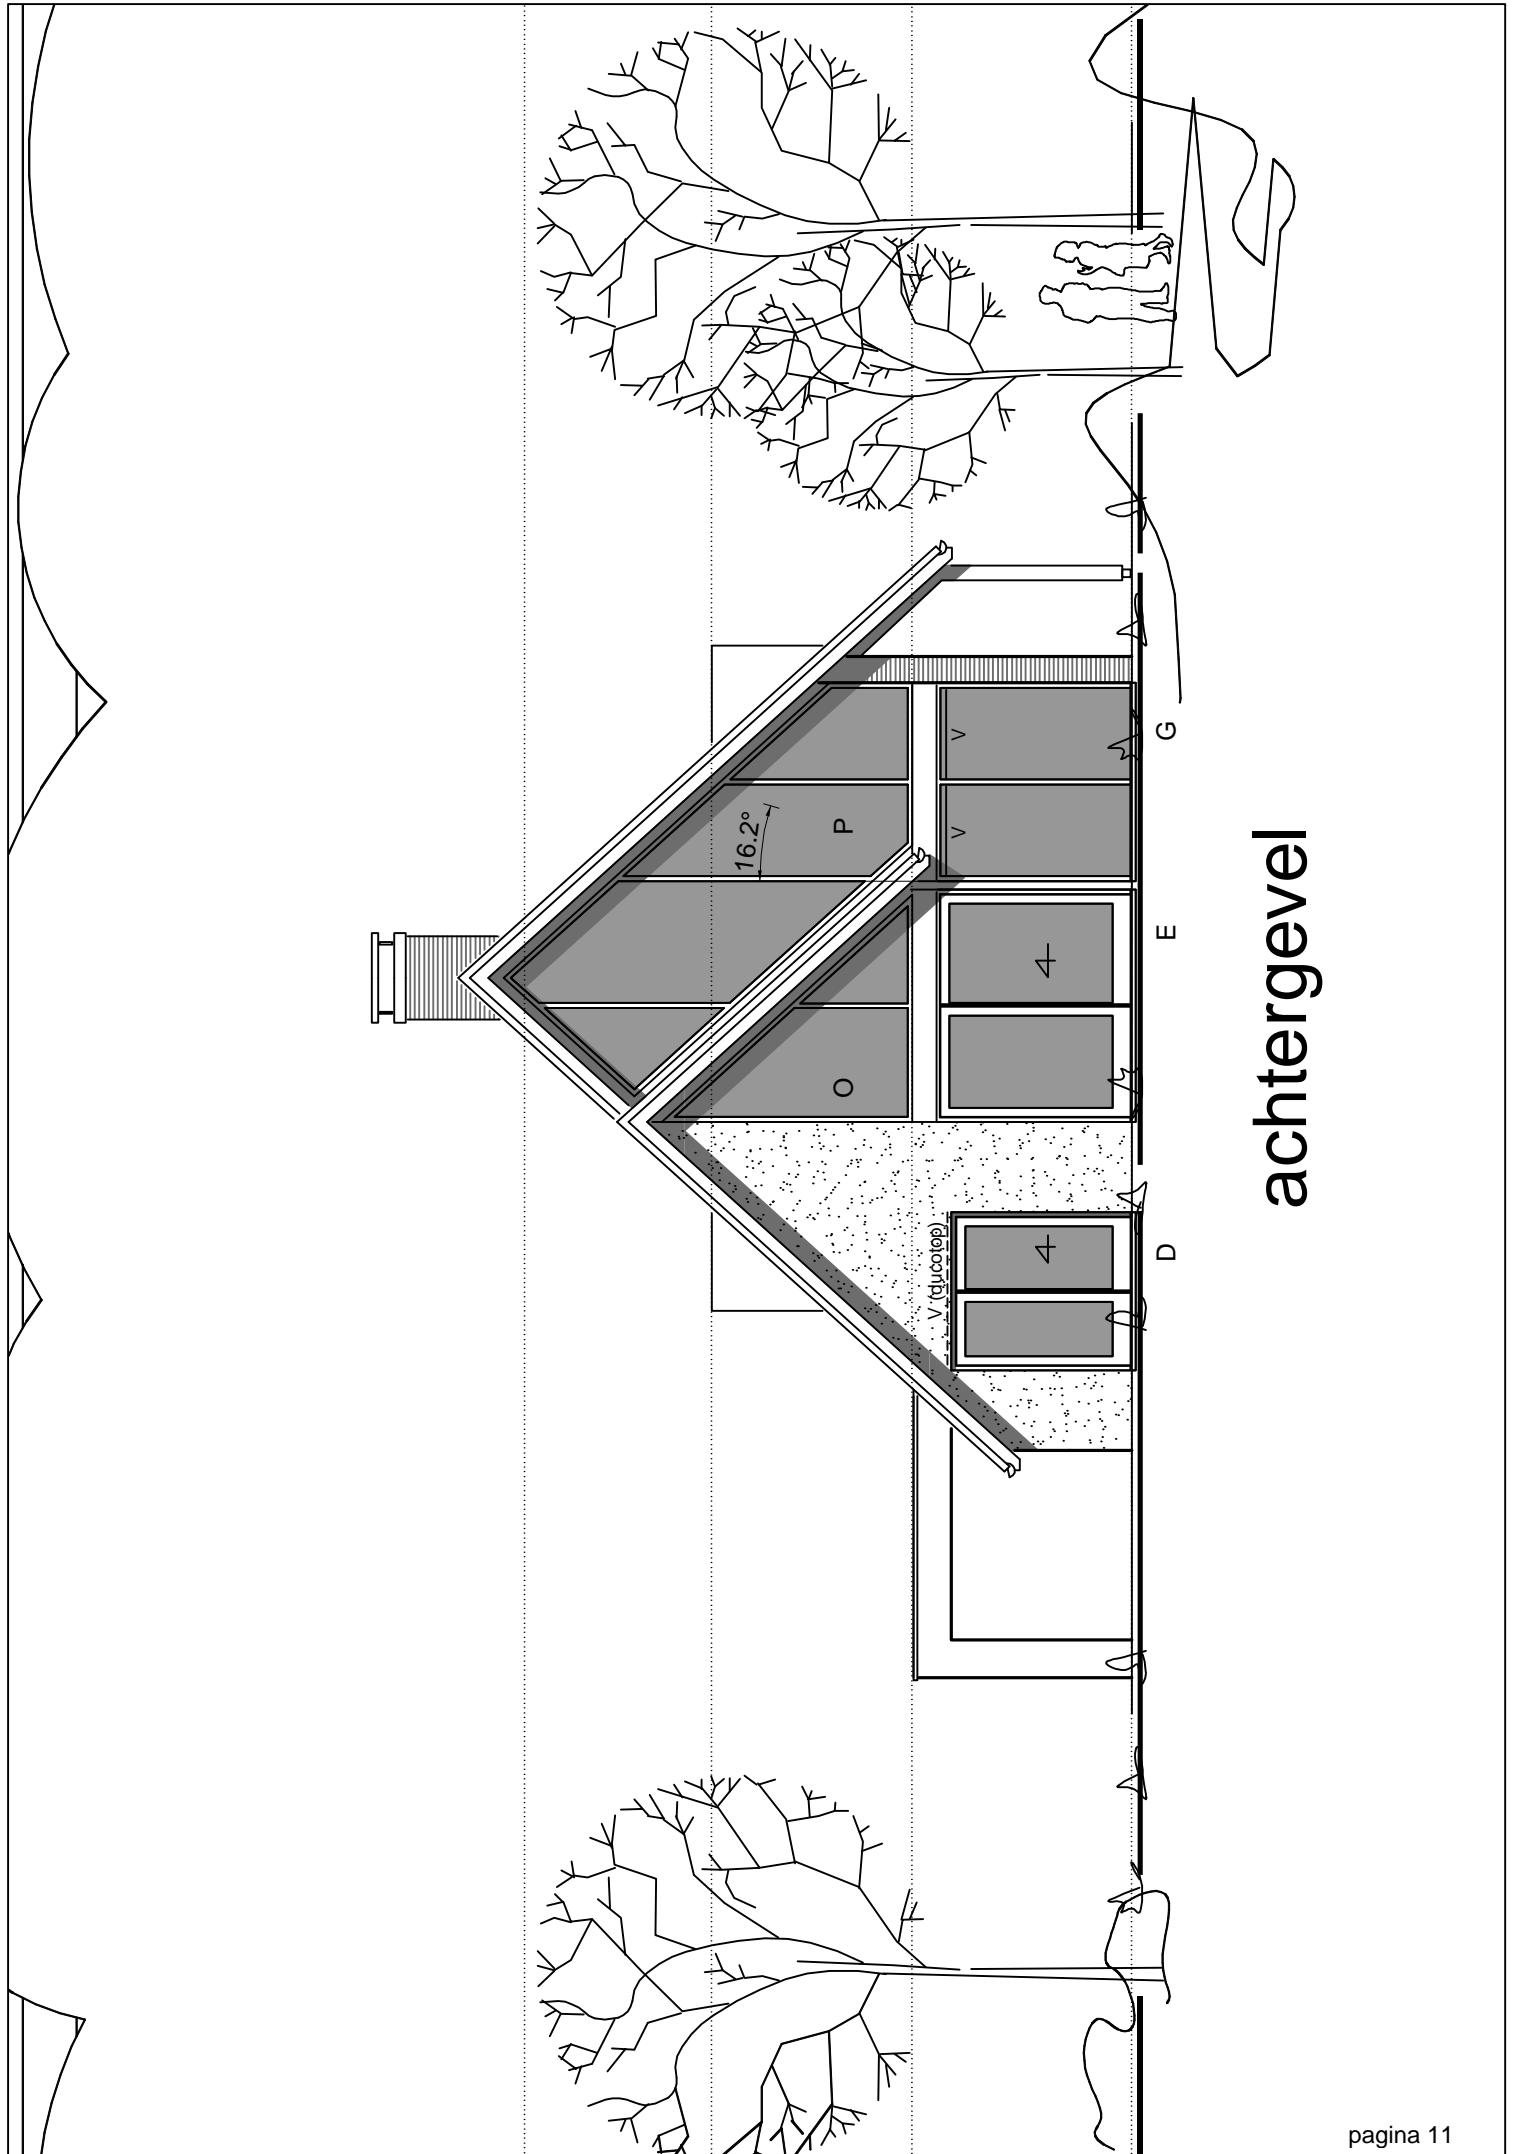 16.2°
P
O
V
V
V (ducotop)
D
E
G
achtergevel
pagina 11